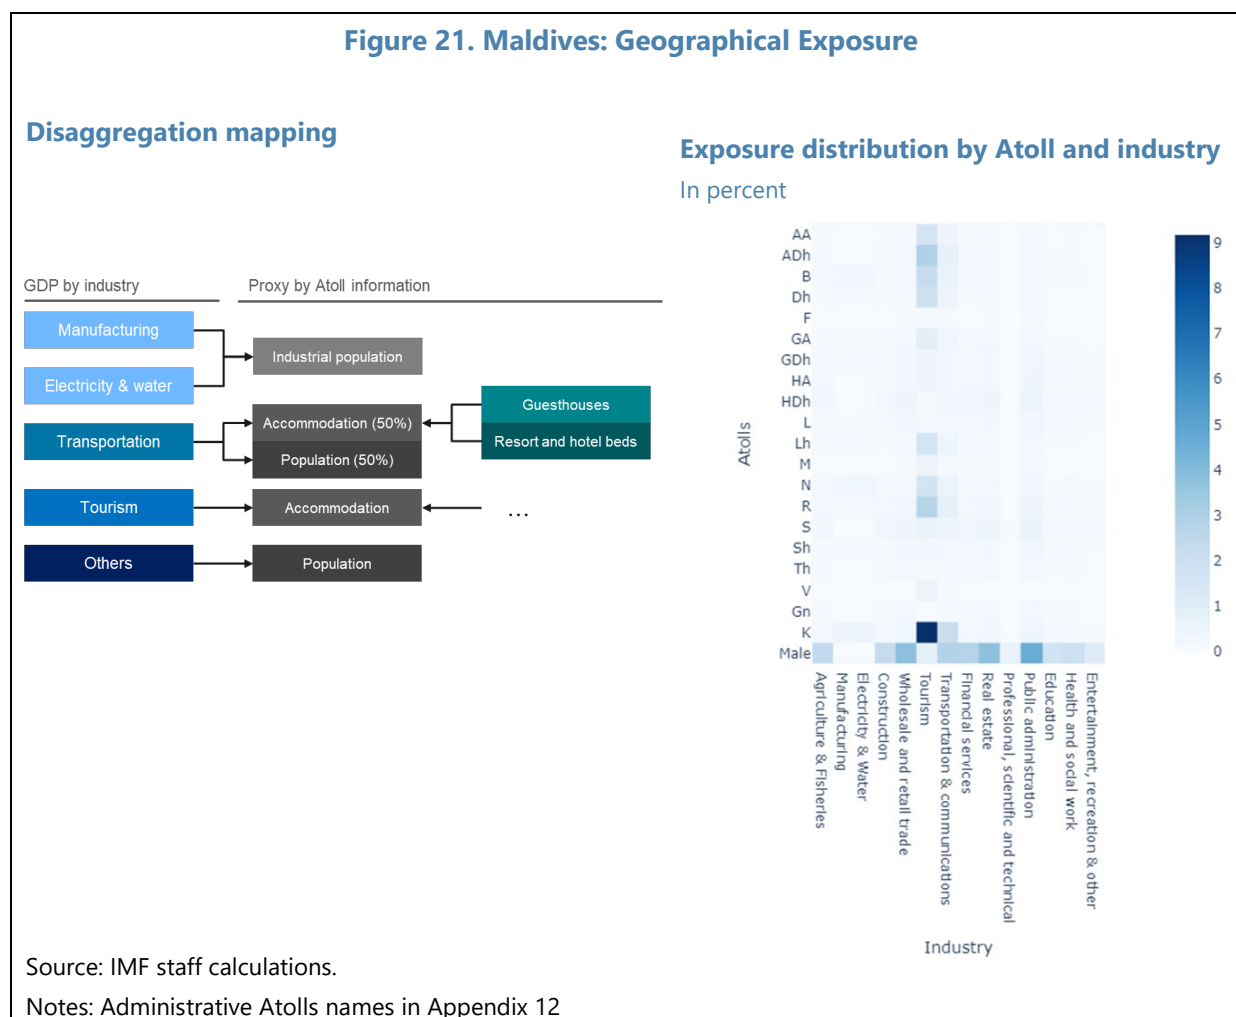 Figure 21. Maldives: Geographical Exposure
Disaggregation mapping
GDP by industry
Proxy by Atoll information
Manufacturing
Electricity & water
Industrial population
Transportation
Accommodation (50%)
Population (50%)
Guesthouses
Resort and hotel beds
Tourism
Accommodation
...
Others
Population
Exposure distribution by Atoll and industry
In percent
Atolls
AA
ADh
B
Dh
F
GA
GDh
HA
HDh
L
Lh
M
N
R
S
Sh
Th
V
Gn
K
Male
9
8
7
6
5
4
3
2
1
0
Agriculture & Fisheries
Manufacturing
Electricity & Water
Construction
Wholesale and retail trade
Tourism
Transportation & communications
Financial services
Real estate
Professional, scientific and technical
Public administration
Education
Health and social work
Entertainment, recreation & other
Industry
Source: IMF staff calculations.
Notes: Administrative Atolls names in Appendix 12